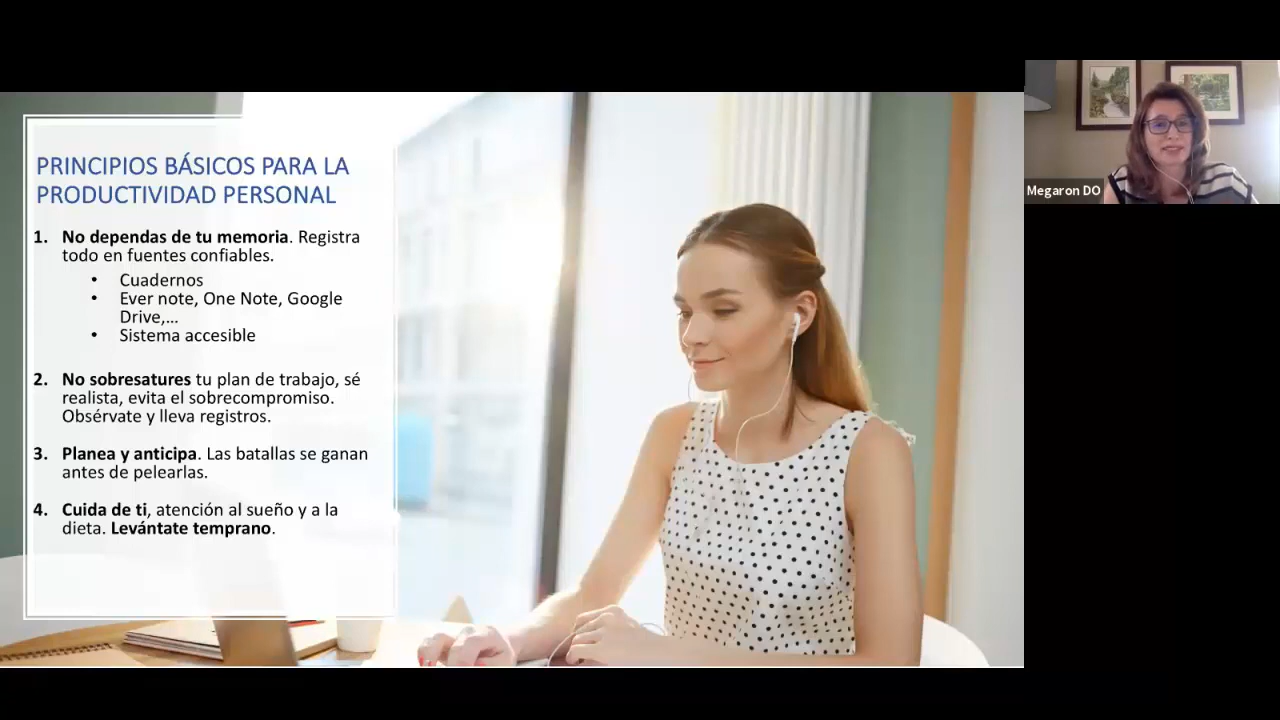 PRINCIPIOS BÁSICOS PARA LA
PRODUCTIVIDAD PERSONAL
1. No dependas de tu memoria. Registra
todo en fuentes confiables.
• Cuadernos
• Ever note, One Note, Google
Drive,...
• Sistema accesible
2. No sobresatures tu plan de trabajo, sé
realista, evita el sobrecompromiso.
Obsérvate y lleva registros.
3. Planea y anticipa. Las batallas se ganan
antes de pelearlas.
4. Cuida de ti, atención al sueño y a la
dieta. Levántate temprano.
Megaron DO